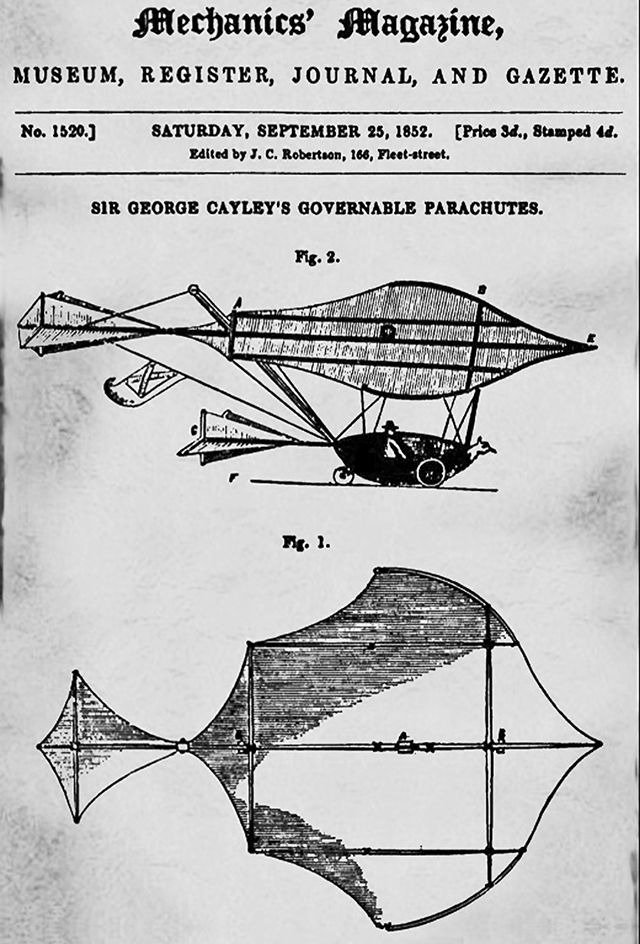 Mechanics' Magazine,
MUSEUM, REGISTER, JOURNAL, AND GAZETTE.
No. 1520.] SATURDAY, SEPTEMBER 25, 1852. [Price 3d., Stamped 4d.
Edited by J. C. Robertson, 166, Fleet-street.
SIR GEORGE CAYLEY'S GOVERNABLE PARACHUTES.
Fig. 2.
A
E
G
F
Fig. 1.